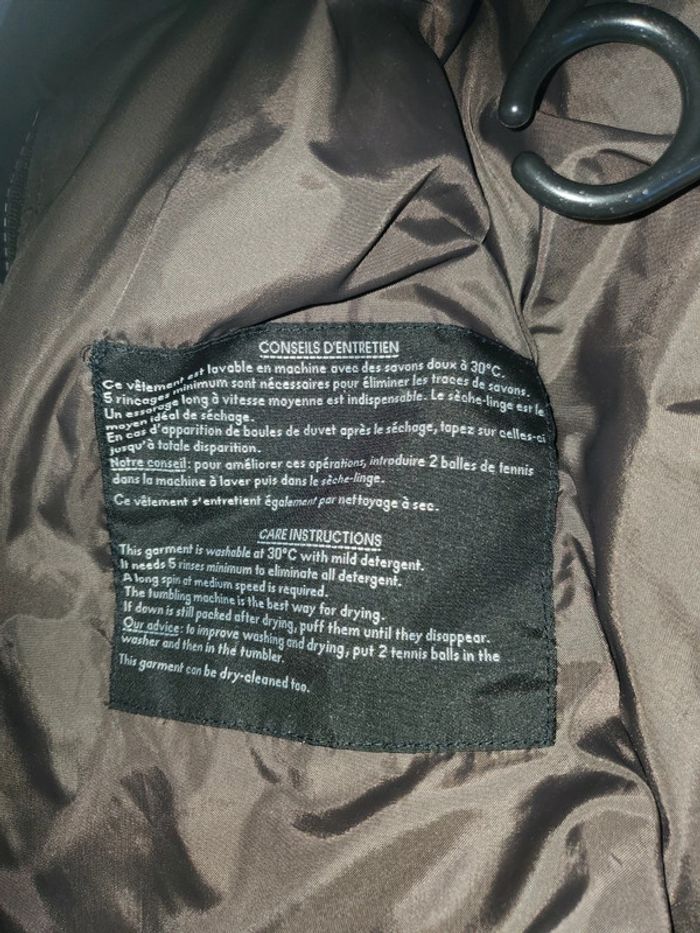 CONSEILS D'ENTRETIEN
Ce vêtement est lavable en machine avec des savons doux à 30°C.
5 rincages minimum sont nécessaires pour éliminer les traces de savons.
Un essorage long à vitesse moyenne est indispensable. Le sèche-linge est le
moyen idéal de séchage.
En cas d'apparition de boules de duvet après le séchage, tapez sur celles-ci
jusqu'à totale disparition.
Notre conseil: pour améliorer ces opérations, introduire 2 balles de tennis
dans la machine à laver puis dans le sèche-linge.
Ce vêtement s'entretient également par nettoyage à sec.
CARE INSTRUCTIONS
This garment is washable at 30°C with mild detergent.
It needs 5 rinses minimum to eliminate all detergent.
A long spin at medium speed is required.
The tumbling machine is the best way for drying.
If down is still packed after drying, puff them until they disappear.
Our advice: to improve washing and drying, put 2 tennis balls in the
washer and then in the tumbler.
This garment can be dry-cleaned too.